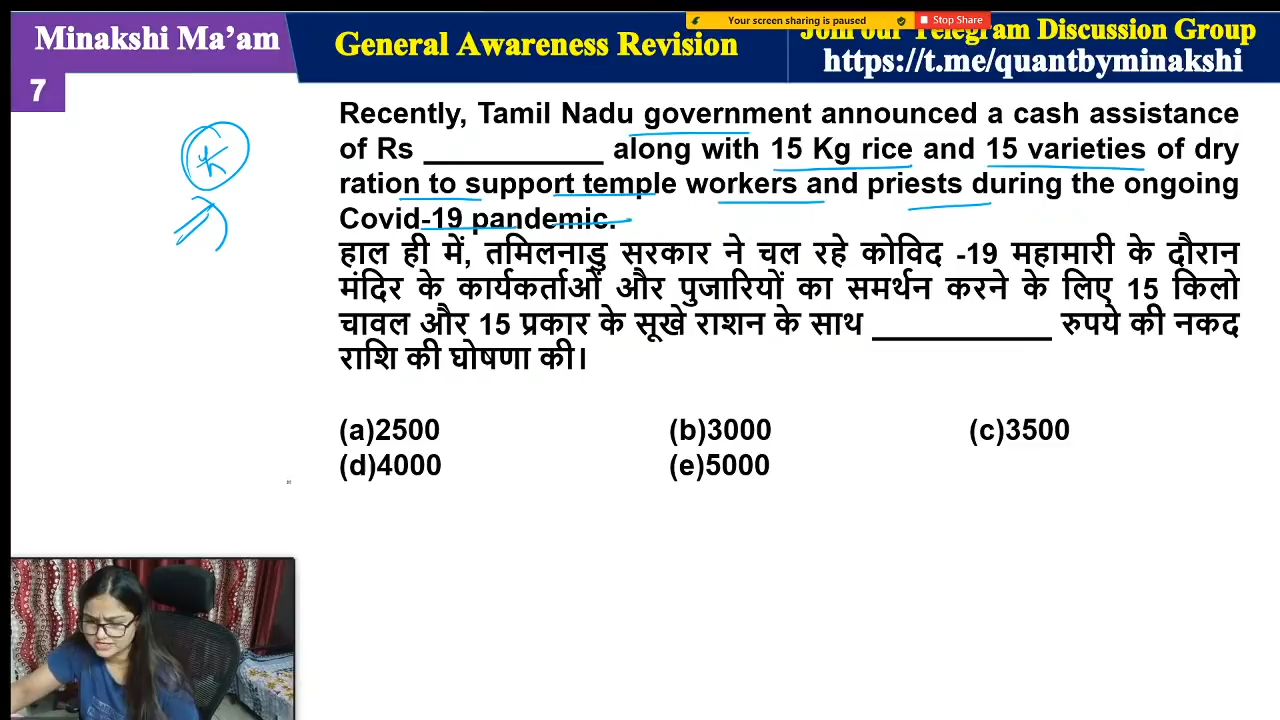 Minakshi Ma'am
General Awareness Revision
Your screen sharing is paused
Stop Share
Join our Telegram Discussion Group
https://t.me/quantbyminakshi
7
Recently, Tamil Nadu government announced a cash assistance
of Rs ___________ along with 15 Kg rice and 15 varieties of dry
ration to support temple workers and priests during the ongoing
Covid-19 pandemic.
हाल ही में, तमिलनाडु सरकार ने चल रहे कोविद -19 महामारी के दौरान
मंदिर के कार्यकर्ताओं और पुजारियों का समर्थन करने के लिए 15 किलो
चावल और 15 प्रकार के सूखे राशन के साथ ___________ रुपये की नकद
राशि की घोषणा की।
(a)2500 (b)3000 (c)3500
(d)4000 (e)5000